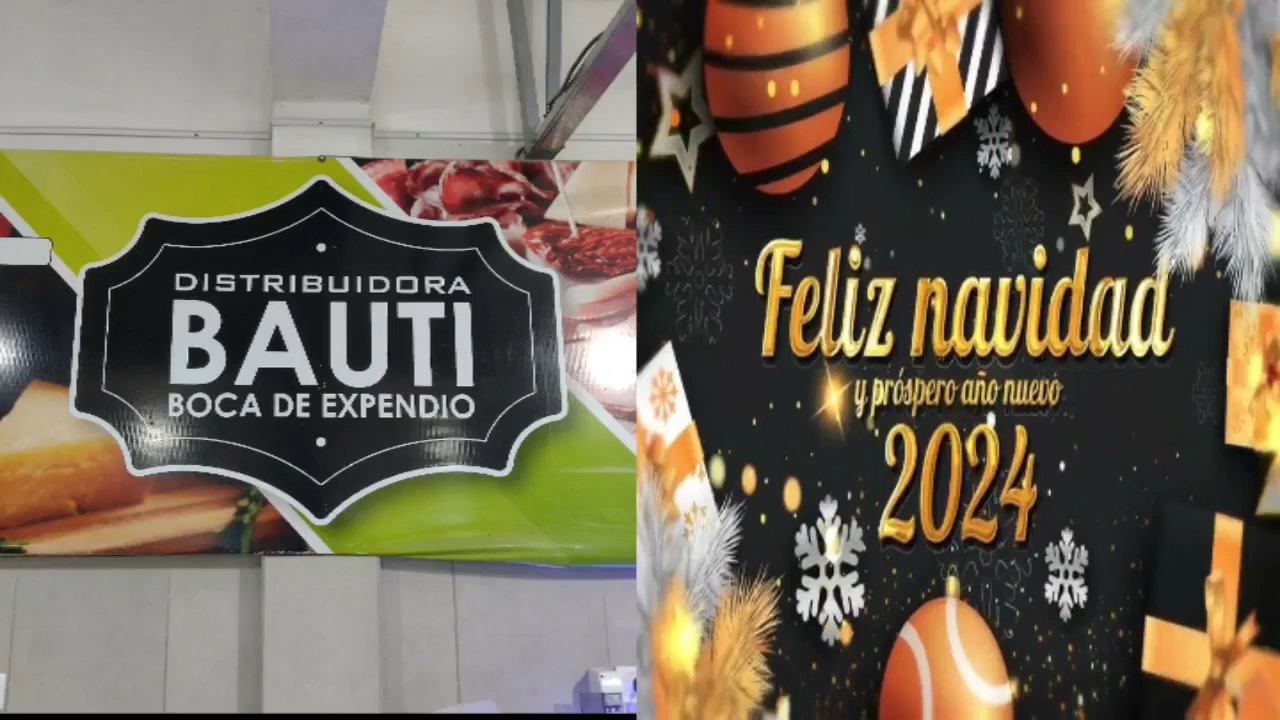 DISTRIBUIDORA
BAUTI
BOCA DE EXPENDIO
Feliz navidad
y próspero año nuevo
2024